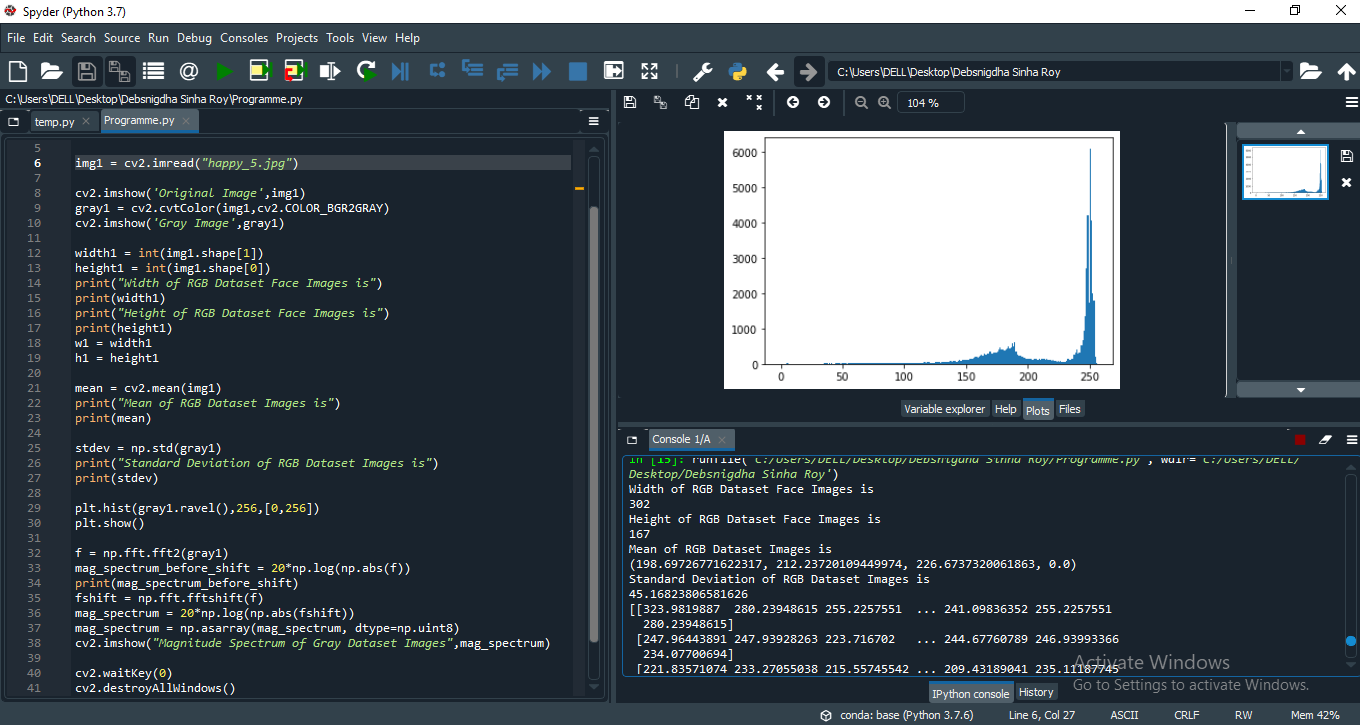 Spyder (Python 3.7)
File Edit Search Source Run Debug Consoles Projects Tools View Help
C:\Users\DELL\Desktop\Debsnigdha Sinha Roy
C:\Users\DELL\Desktop\Debsnigdha Sinha Roy\Programme.py
temp.py Programme.py
5
6 img1 = cv2.imread("happy_5.jpg")
7
8 cv2.imshow('Original Image',img1)
9 gray1 = cv2.cvtColor(img1,cv2.COLOR_BGR2GRAY)
10 cv2.imshow('Gray Image',gray1)
11
12 width1 = int(img1.shape[1])
13 height1 = int(img1.shape[0])
14 print("Width of RGB Dataset Face Images is")
15 print(width1)
16 print("Height of RGB Dataset Face Images is")
17 print(height1)
18 w1 = width1
19 h1 = height1
20
21 mean = cv2.mean(img1)
22 print("Mean of RGB Dataset Images is")
23 print(mean)
24
25 stdev = np.std(gray1)
26 print("Standard Deviation of RGB Dataset Images is")
27 print(stdev)
28
29 plt.hist(gray1.ravel(),256,[0,256])
30 plt.show()
31
32 f = np.fft.fft2(gray1)
33 mag_spectrum_before_shift = 20*np.log(np.abs(f))
34 print(mag_spectrum_before_shift)
35 fshift = np.fft.fftshift(f)
36 mag_spectrum = 20*np.log(np.abs(fshift))
37 mag_spectrum = np.asarray(mag_spectrum, dtype=np.uint8)
38 cv2.imshow("Magnitude Spectrum of Gray Dataset Images",mag_spectrum)
39
40 cv2.waitKey(0)
41 cv2.destroyAllWindows()
104 %
6000
5000
4000
3000
2000
1000
0
0 50 100 150 200 250
Variable explorer Help Plots Files
Console 1/A
In [15]: runfile('C:/Users/DELL/Desktop/Debsnigdha Sinha Roy/Programme.py', wdir='C:/Users/DELL/
Desktop/Debsnigdha Sinha Roy')
Width of RGB Dataset Face Images is
302
Height of RGB Dataset Face Images is
167
Mean of RGB Dataset Images is
(198.69726771622317, 212.23720109449974, 226.6737320061863, 0.0)
Standard Deviation of RGB Dataset Images is
45.16823806581626
[[323.9819887 280.23948615 255.2257551 ... 241.09836352 255.2257551
280.23948615]
[247.96443891 247.93928263 223.716702 ... 244.67760789 246.93993366
234.07700694]
[221.83571074 233.27055038 215.55745542 ... 209.43189041 235.11187745
Activate Windows
Go to Settings to activate Windows.
IPython console History
conda: base (Python 3.7.6) Line 6, Col 27 ASCII CRLF RW Mem 42%